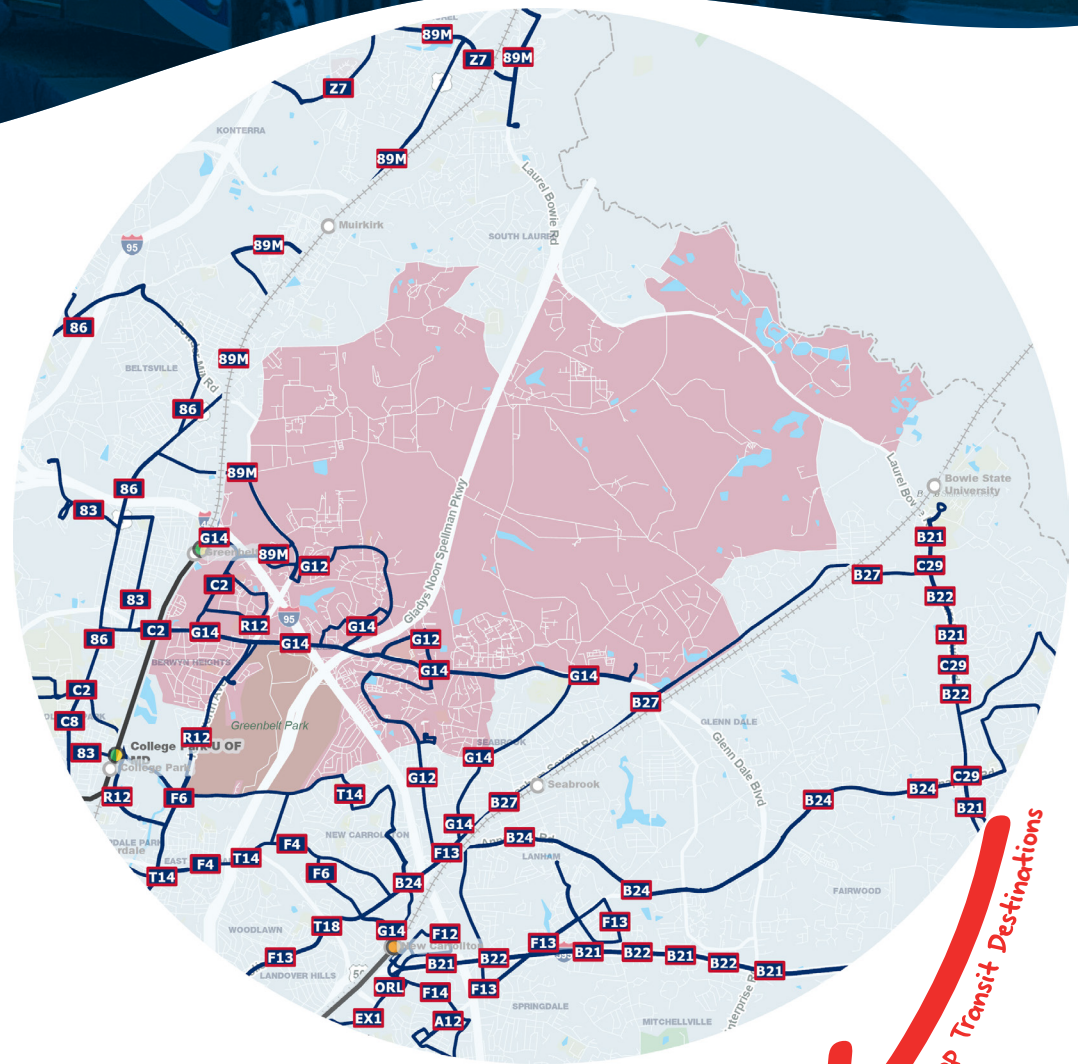 89M
Z7
89M
Z7
KONTERRA
89M
Laurel Bowie Rd
Muirkirk
SOUTH LAUREL
95
89M
86
BELTSVILLE
89M
86
89M
86
83
Bowie State
University
G14
89M
G12
B21
C29
B27
C2
83
B22
Gladys Noon Spellman Pkwy
R12
G14
95
C2
G14
G14
G12
B21
86
BERWYN HEIGHTS
G14
G14
C29
C2
B27
B22
C8
GLENN DALE
Greenbelt Park
R12
83
College Park-U OF
MD
College Park
SEABROOK
G14
Glenn Dale Blvd
G12
Seabrook
C29
B24
R12
F6
T14
B27
B24
B21
G14
NEW CARROLLTON
B24
F4
F13
LANHAM
T14
F4
T14
F6
B24
B24
FAIRWOOD
T18
G14
F12
F13
WOODLAWN
New Carrollton
F13
B21
B22
B21
B22
B21
F13
B21
B22
LANDOVER HILLS
ORL
F14
F13
SPRINGDALE
EX1
A12
MITCHELLVILLE
Transit Destinations